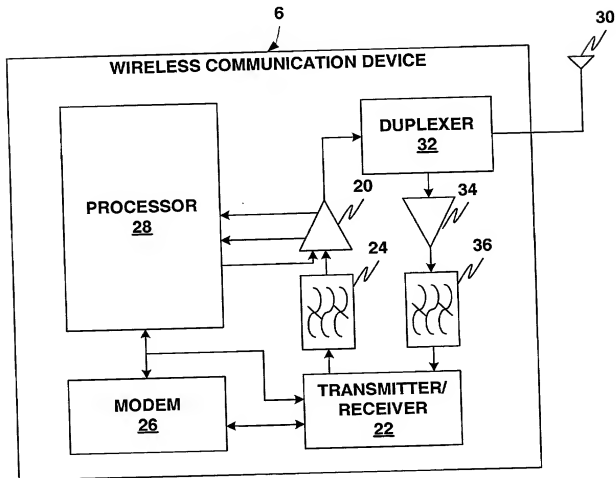 6
30
WIRELESS COMMUNICATION DEVICE
DUPLEXER
32
20
34
PROCESSOR
28
24
36
TRANSMITTER/
RECEIVER
22
MODEM
26